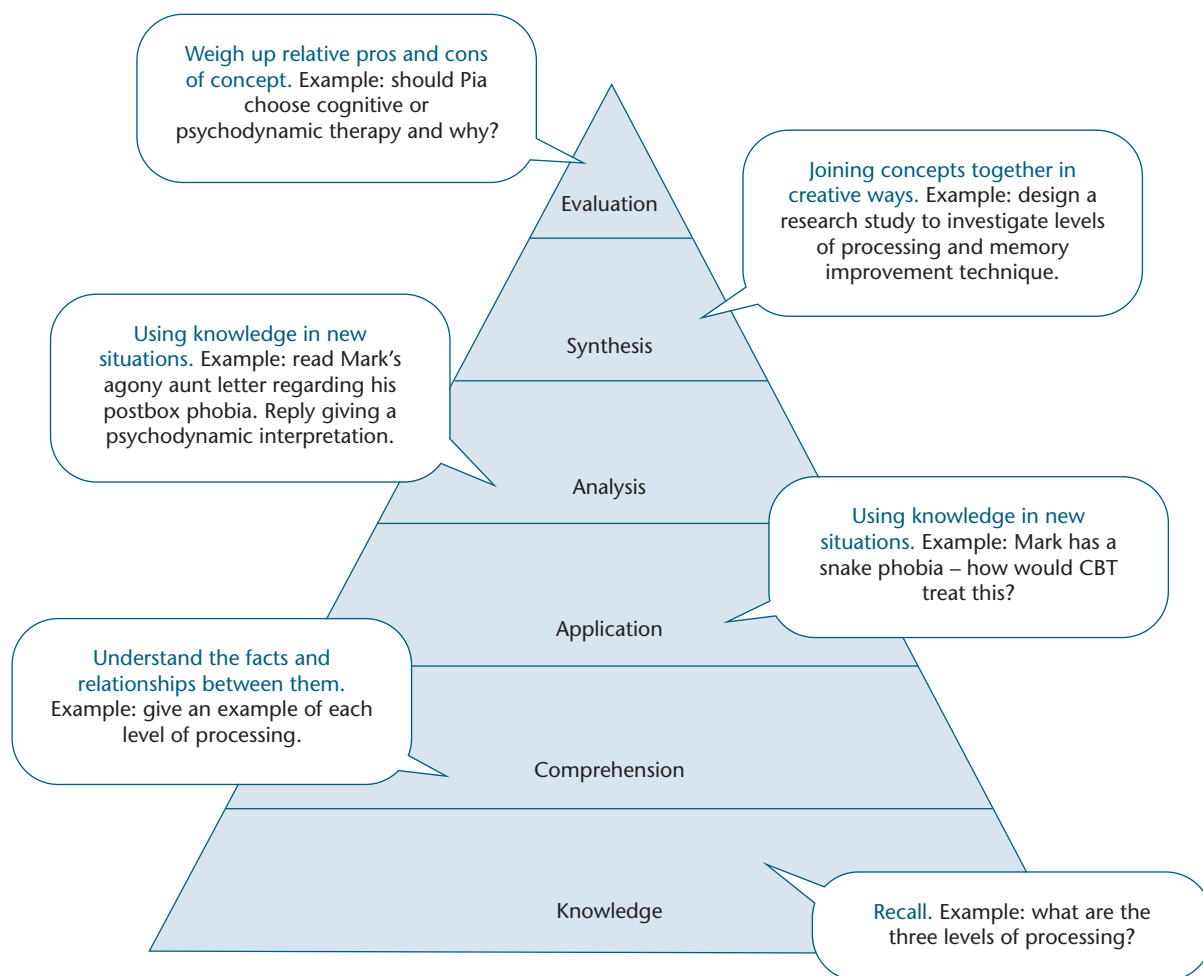 Weigh up relative pros and cons
of concept. Example: should Pia
choose cognitive or
psychodynamic therapy and why?
Evaluation
Joining concepts together in
creative ways. Example: design a
research study to investigate levels
of processing and memory
improvement technique.
Synthesis
Using knowledge in new
situations. Example: read Mark’s
agony aunt letter regarding his
postbox phobia. Reply giving a
psychodynamic interpretation.
Analysis
Using knowledge in new
situations. Example: Mark has a
snake phobia – how would CBT
treat this?
Application
Understand the facts and
relationships between them.
Example: give an example of each
level of processing.
Comprehension
Knowledge
Recall. Example: what are the
three levels of processing?